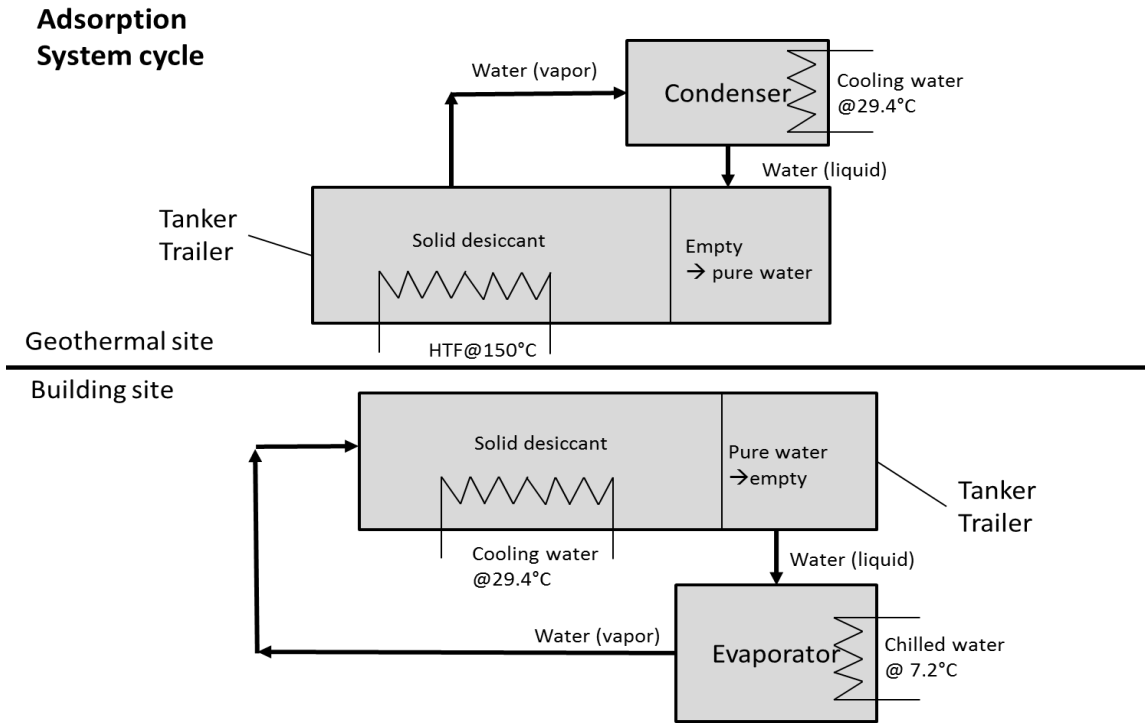 Adsorption
System cycle
Water (vapor)
Condenser
Cooling water
@29.4°C
Water (liquid)
Tanker
Trailer
Solid desiccant
Empty
→ pure water
HTF@150°C
Geothermal site
Building site
Solid desiccant
Pure water
→empty
Tanker
Trailer
Cooling water
@29.4°C
Water (liquid)
Water (vapor)
Evaporator
Chilled water
@ 7.2°C